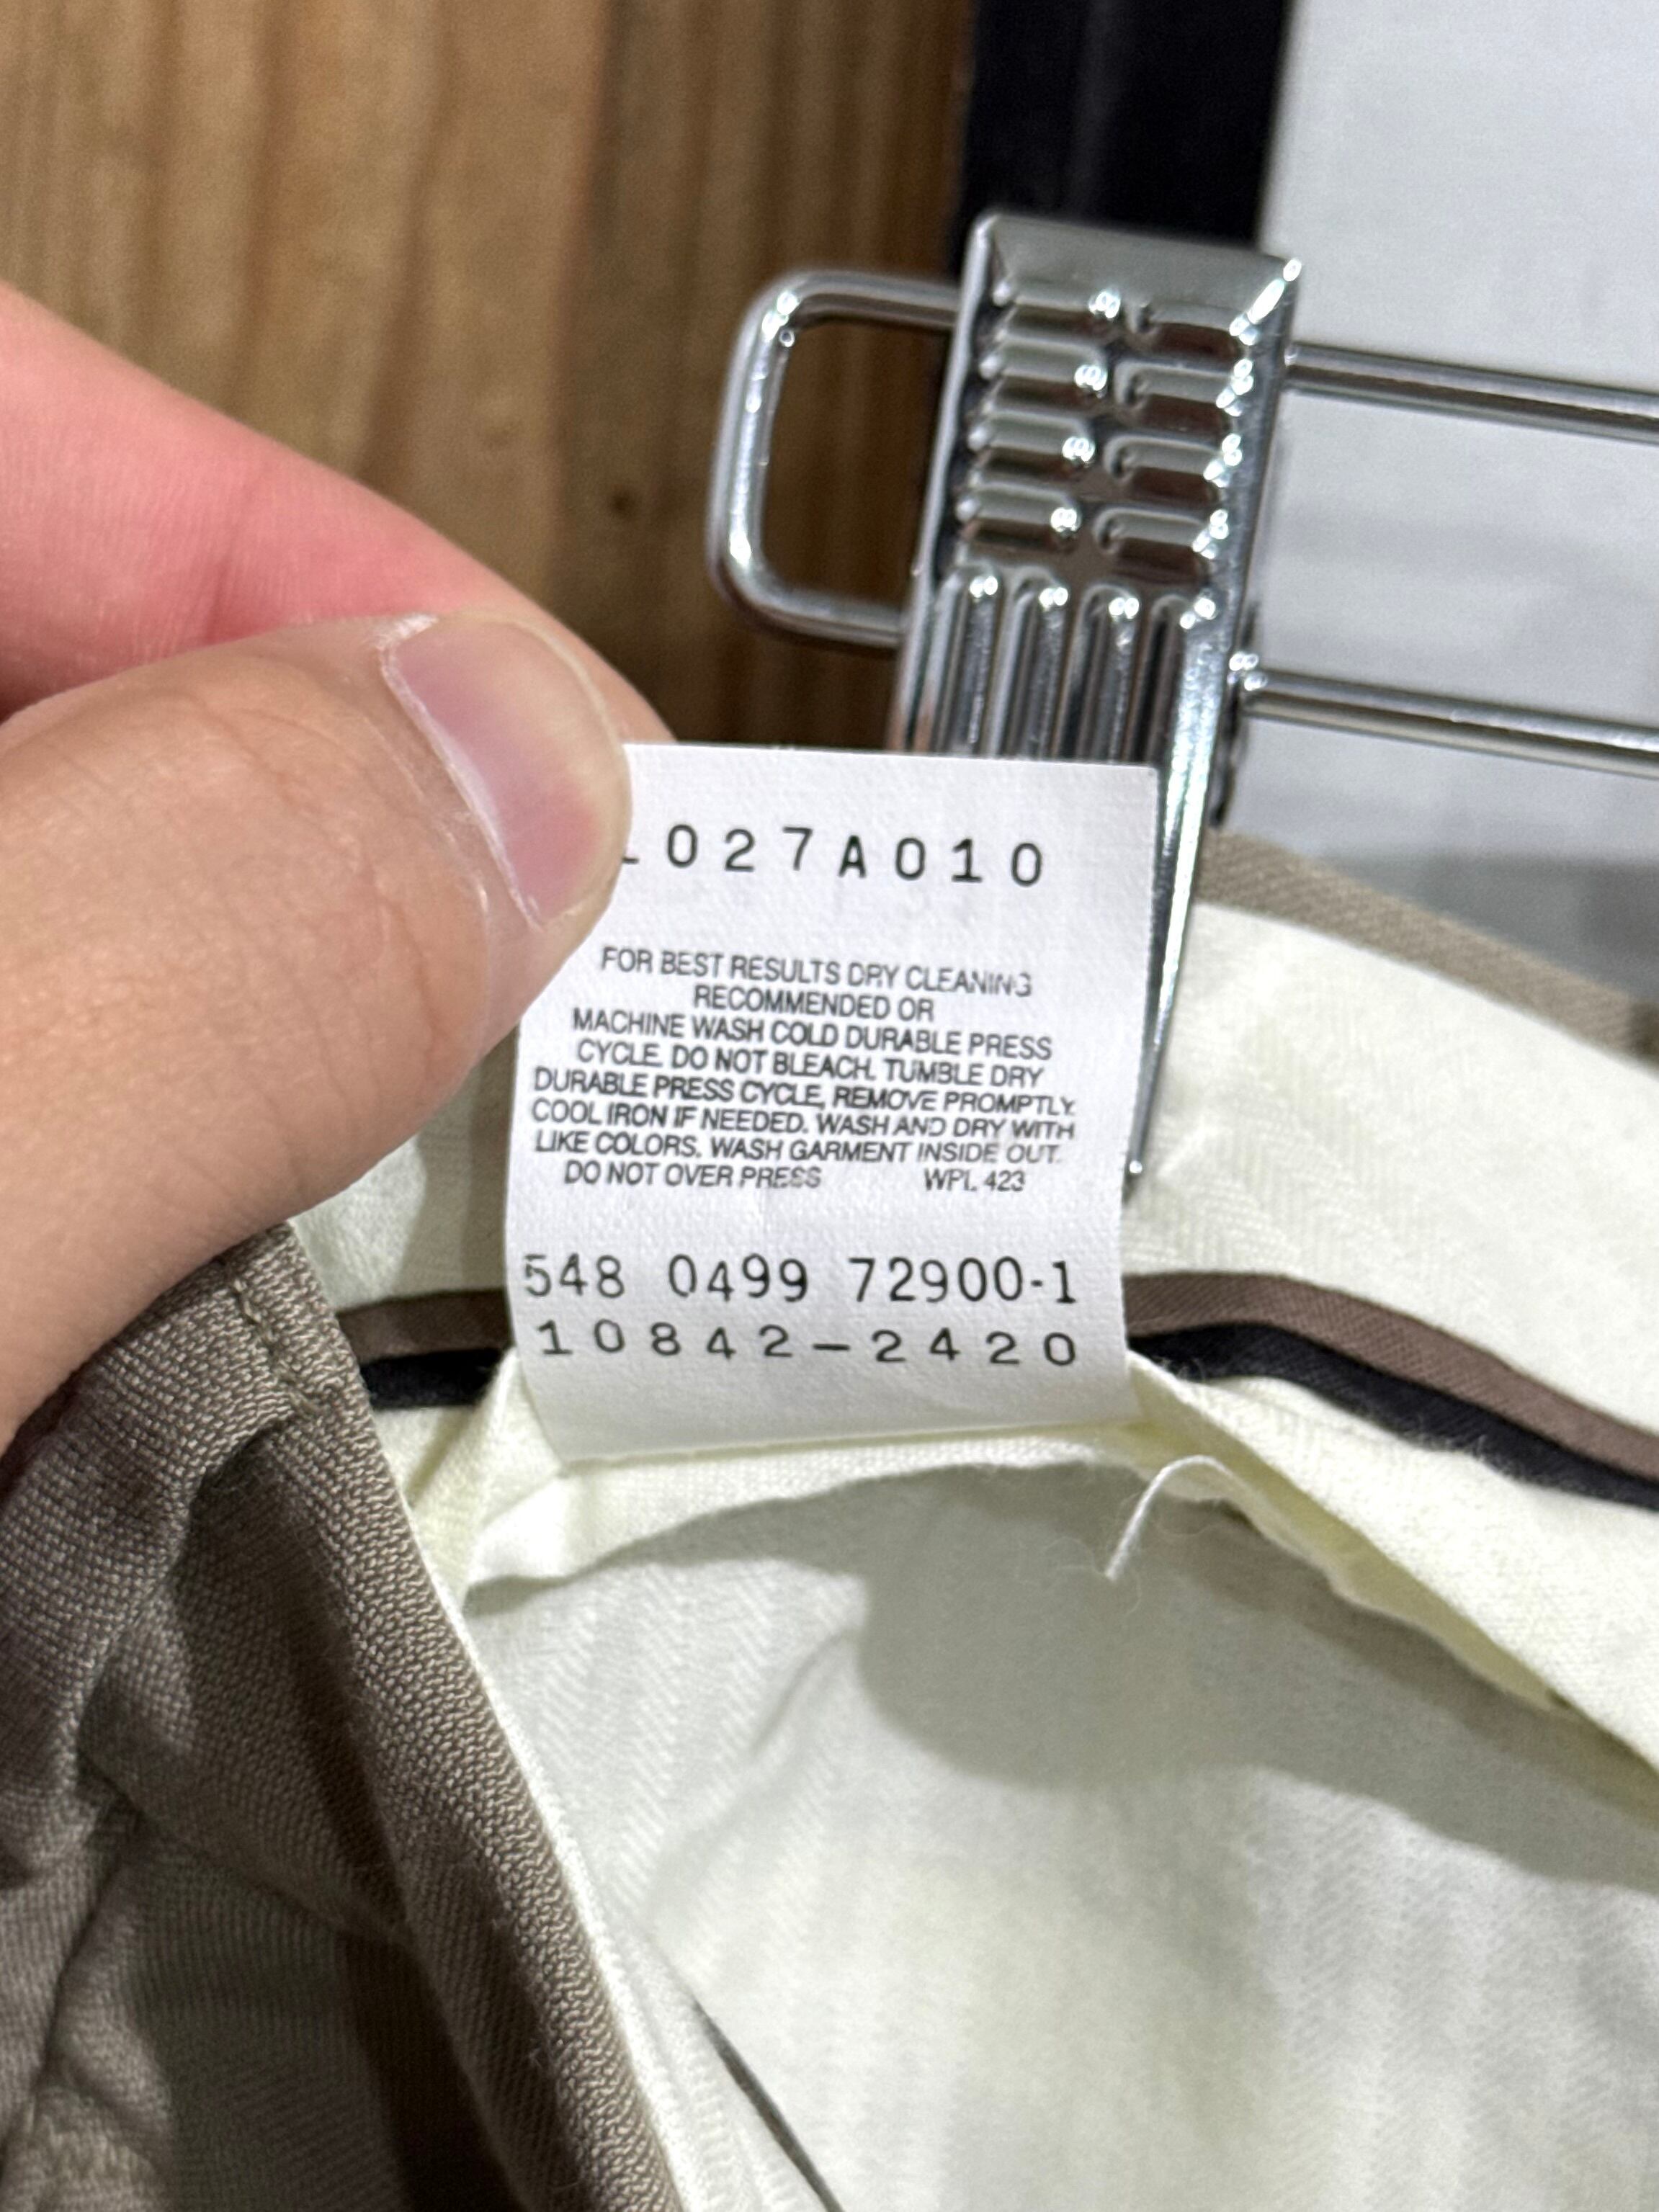 027A010
FOR BEST RESULTS DRY CLEANING
RECOMMENDED OR
MACHINE WASH COLD DURABLE PRESS
CYCLE. DO NOT BLEACH. TUMBLE DRY
DURABLE PRESS CYCLE, REMOVE PROMPTLY.
COOL IRON IF NEEDED. WASH AND DRY WITH
LIKE COLORS. WASH GARMENT INSIDE OUT.
DO NOT OVER PRESS WPL 423
548 0499 72900-1
10842-2420